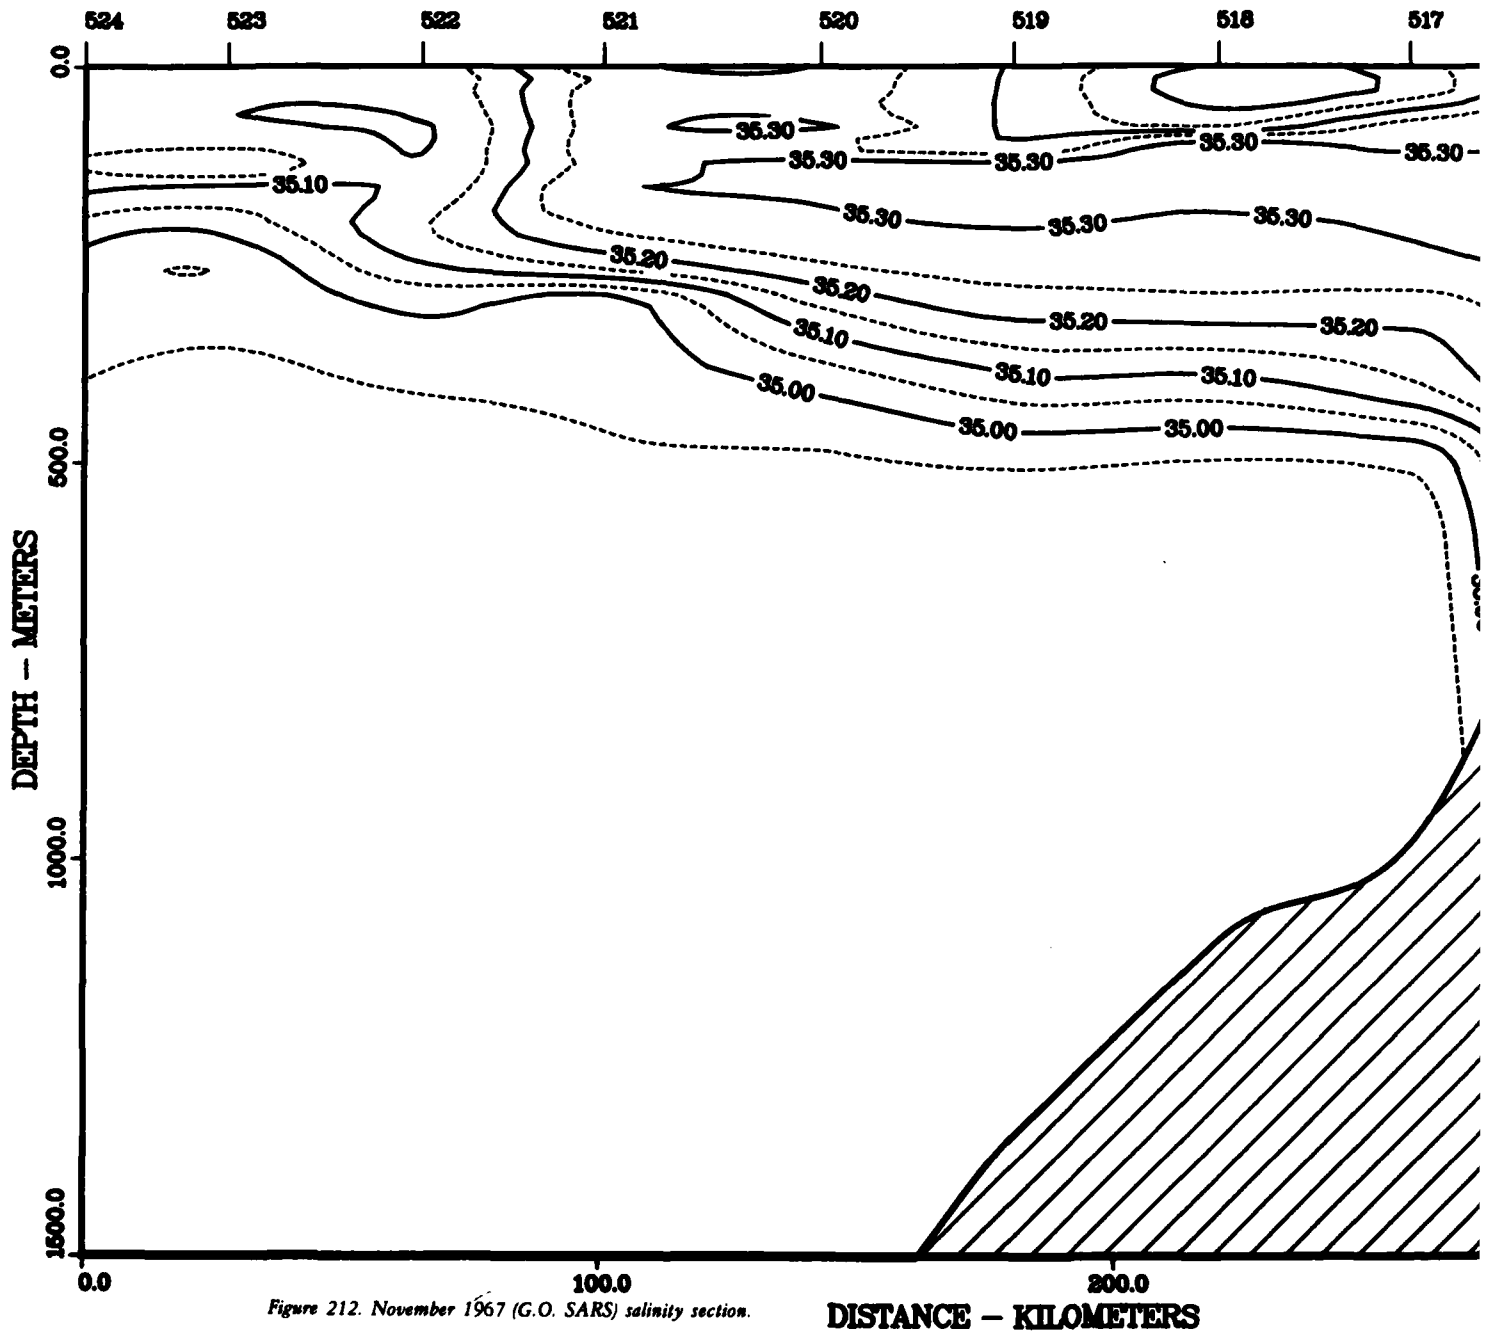 524 523 522 521 520 519 518 517
0.0
35.30
35.30 35.30 35.30 35.30
35.10
35.30 35.30 35.30
35.20
35.20 35.20 35.20
35.10 35.10 35.10
35.00 35.00 35.00
500.0
DEPTH – METERS
1000.0
1500.0
0.0 100.0 200.0
Figure 212. November 1967 (G.O. SARS) salinity section.
DISTANCE – KILOMETERS